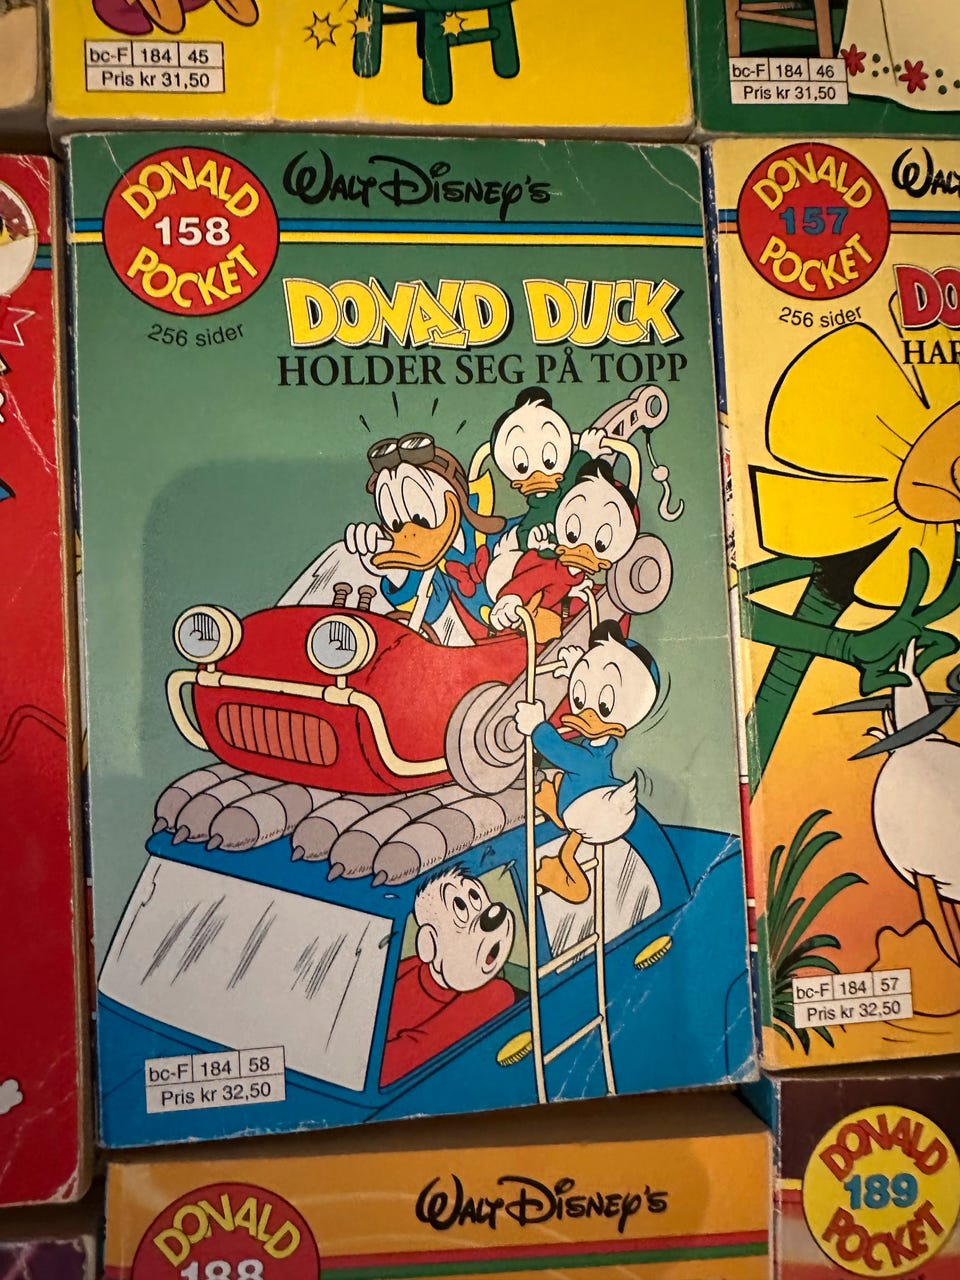 bc-F 184 45
Pris kr 31,50
bc-F 184 46
Pris kr 31,50
DONALD
158
POCKET
256 sider
WALT DISNEY'S
DONALD DUCK
HOLDER SEG PÅ TOPP
bc-F 184 58
Pris kr 32,50
DONALD
157
POCKET
256 sider
bc-F 184 57
Pris kr 32,50
DONALD
188
WALT DISNEY'S
DONALD
189
POCKET